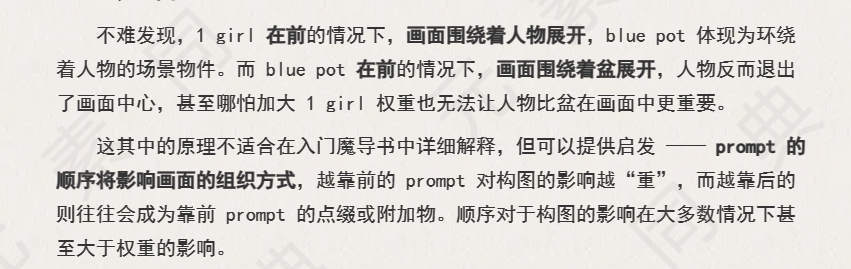 不难发现，1 girl 在前的情况下，画面围绕着人物展开，blue pot 体现为环绕
着人物的场景物件。而 blue pot 在前的情况下，画面围绕着盆展开，人物反而退出
了画面中心，甚至哪怕加大 1 girl 权重也无法让人物比盆在画面中更重要。
这其中的原理不适合在入门魔导书中详细解释，但可以提供启发 —— prompt 的
顺序将影响画面的组织方式，越靠前的 prompt 对构图的影响越“重”，而越靠后的
则往往会成为靠前 prompt 的点缀或附加物。顺序对于构图的影响在大多数情况下甚
至大于权重的影响。